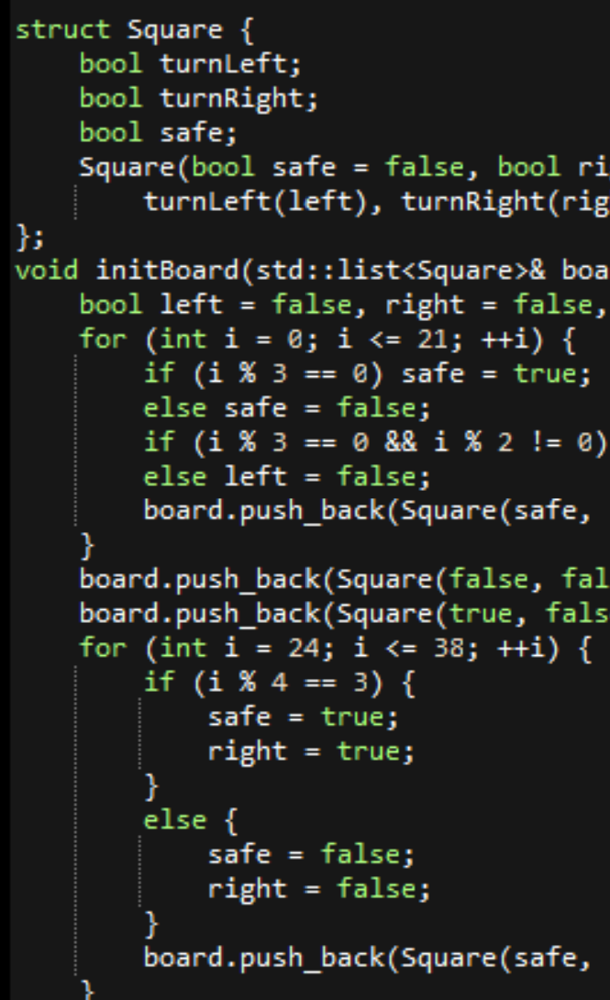 struct Square {
    bool turnLeft;
    bool turnRight;
    bool safe;
    Square(bool safe = false, bool ri
        turnLeft(left), turnRight(rig
};
void initBoard(std::list<Square>& boa
    bool left = false, right = false,
    for (int i = 0; i <= 21; ++i) {
        if (i % 3 == 0) safe = true;
        else safe = false;
        if (i % 3 == 0 && i % 2 != 0)
        else left = false;
        board.push_back(Square(safe,
    }
    board.push_back(Square(false, fal
    board.push_back(Square(true, fals
    for (int i = 24; i <= 38; ++i) {
        if (i % 4 == 3) {
            safe = true;
            right = true;
        }
        else {
            safe = false;
            right = false;
        }
        board.push_back(Square(safe,
    }